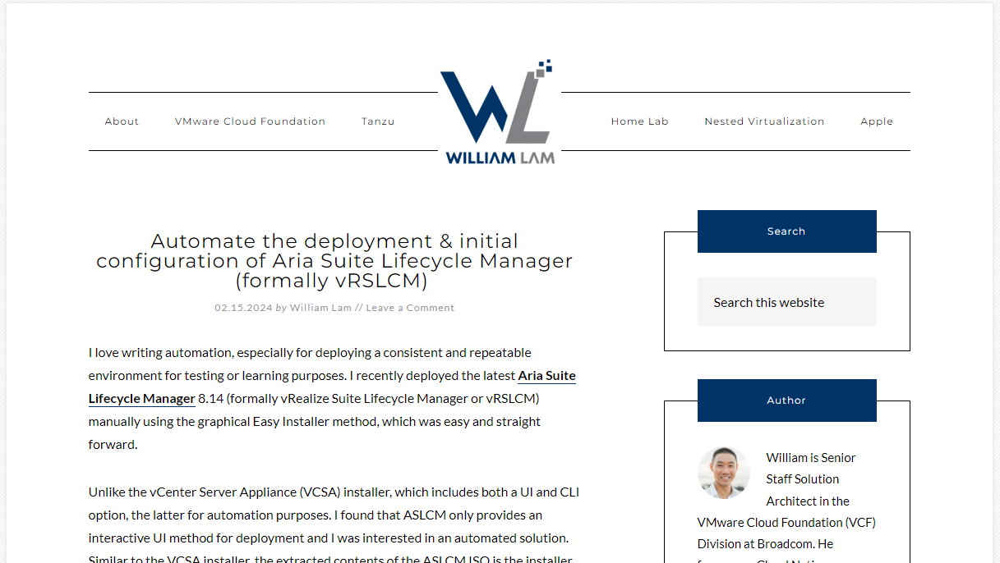 About
VMware Cloud Foundation
Tanzu
WL
WILLIAM LAM
Home Lab
Nested Virtualization
Apple
Automate the deployment & initial
configuration of Aria Suite Lifecycle Manager
(formally vRSLCM)
02.15.2024 by William Lam // Leave a Comment
I love writing automation, especially for deploying a consistent and repeatable
environment for testing or learning purposes. I recently deployed the latest Aria Suite
Lifecycle Manager 8.14 (formally vRealize Suite Lifecycle Manager or vRSLCM)
manually using the graphical Easy Installer method, which was easy and straight
forward.
Unlike the vCenter Server Appliance (VCSA) installer, which includes both a UI and CLI
option, the latter for automation purposes. I found that ASLCM only provides an
interactive UI method for deployment and I was interested in an automated solution.
Similar to the VCSA installer, the extracted contents of the ASLCM ISO is the installer
Search
Search this website
Author
William is Senior
Staff Solution
Architect in the
VMware Cloud Foundation (VCF)
Division at Broadcom. He